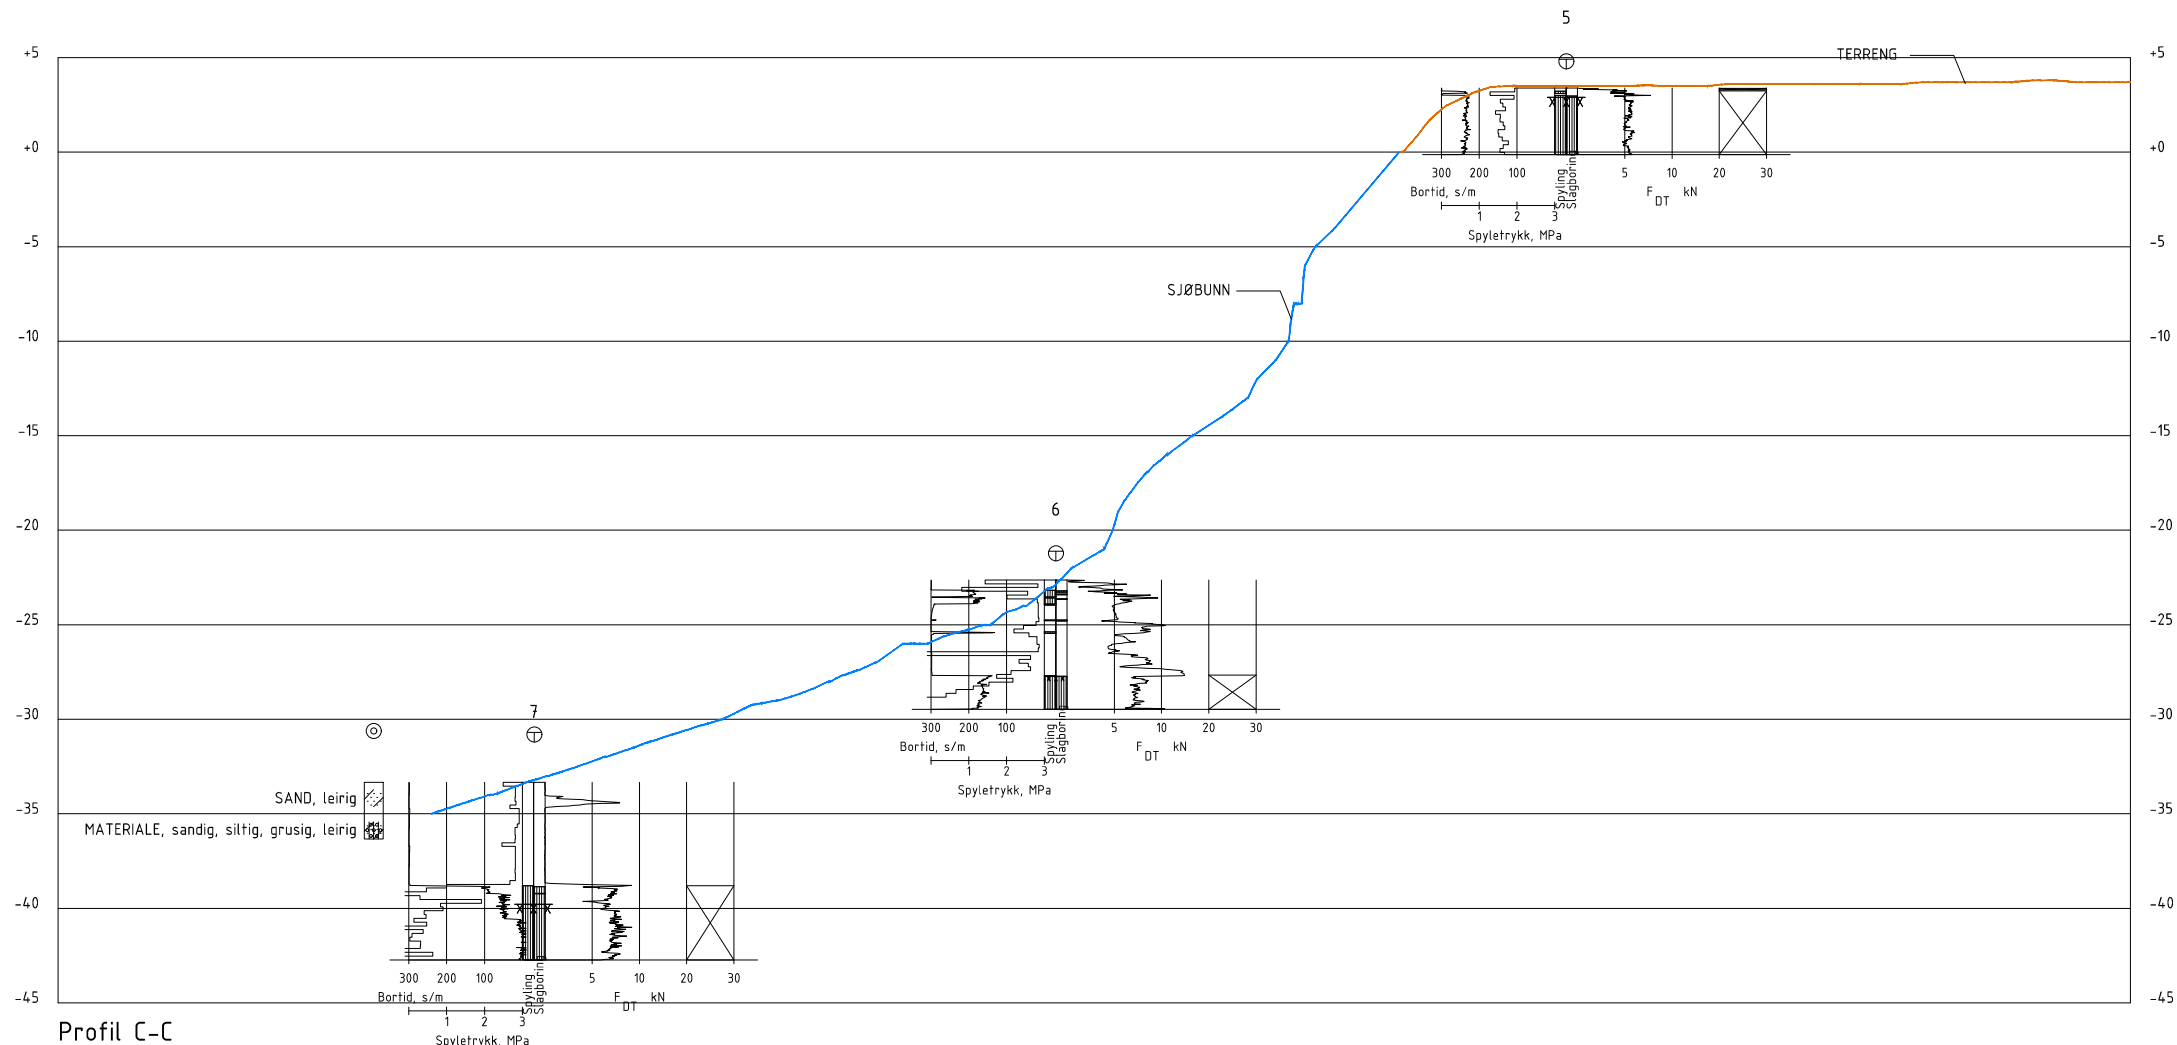 5
+5 TERRENG +5
+0 +0
300 200 100 5 10 20 30
Bortid, s/m Spyling Slagboring F DT kN
1 2 3
Spyletrykk, MPa
-5 -5
SJØBUNN
-10 -10
-15 -15
6
-20 -20
-25 -25
-30 -30
300 200 100 5 10 20 30
Bortid, s/m Spyling Slagboring F DT kN
1 2 3
Spyletrykk, MPa
7
SAND, leirig
-35 -35
MATERIALE, sandig, siltig, grusig, leirig
-40 -40
300 200 100 5 10 20 30
Bortid, s/m Spyling Slagboring F DT kN
-45 -45
1 2 3
Profil C-C
Spyletrykk, MPa